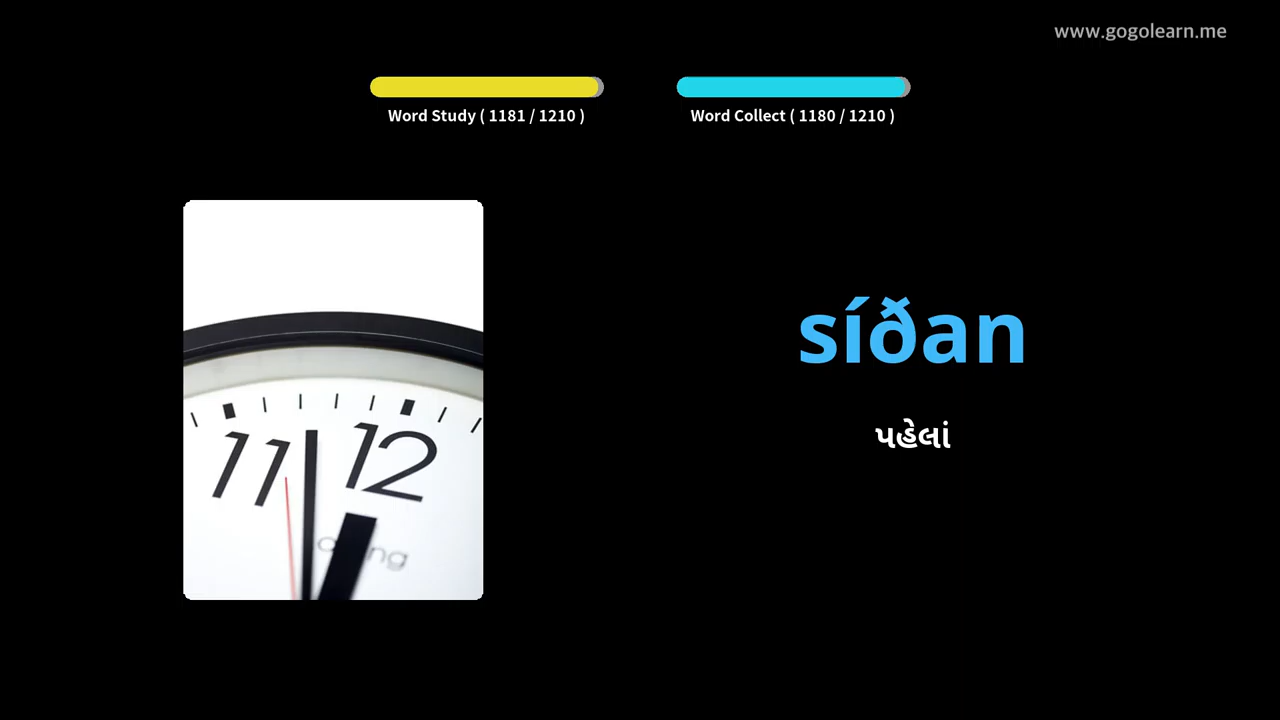 www.gogolearn.me
Word Study ( 1181 / 1210 )
Word Collect ( 1180 / 1210 )
síðan
પહેલાં
11 12